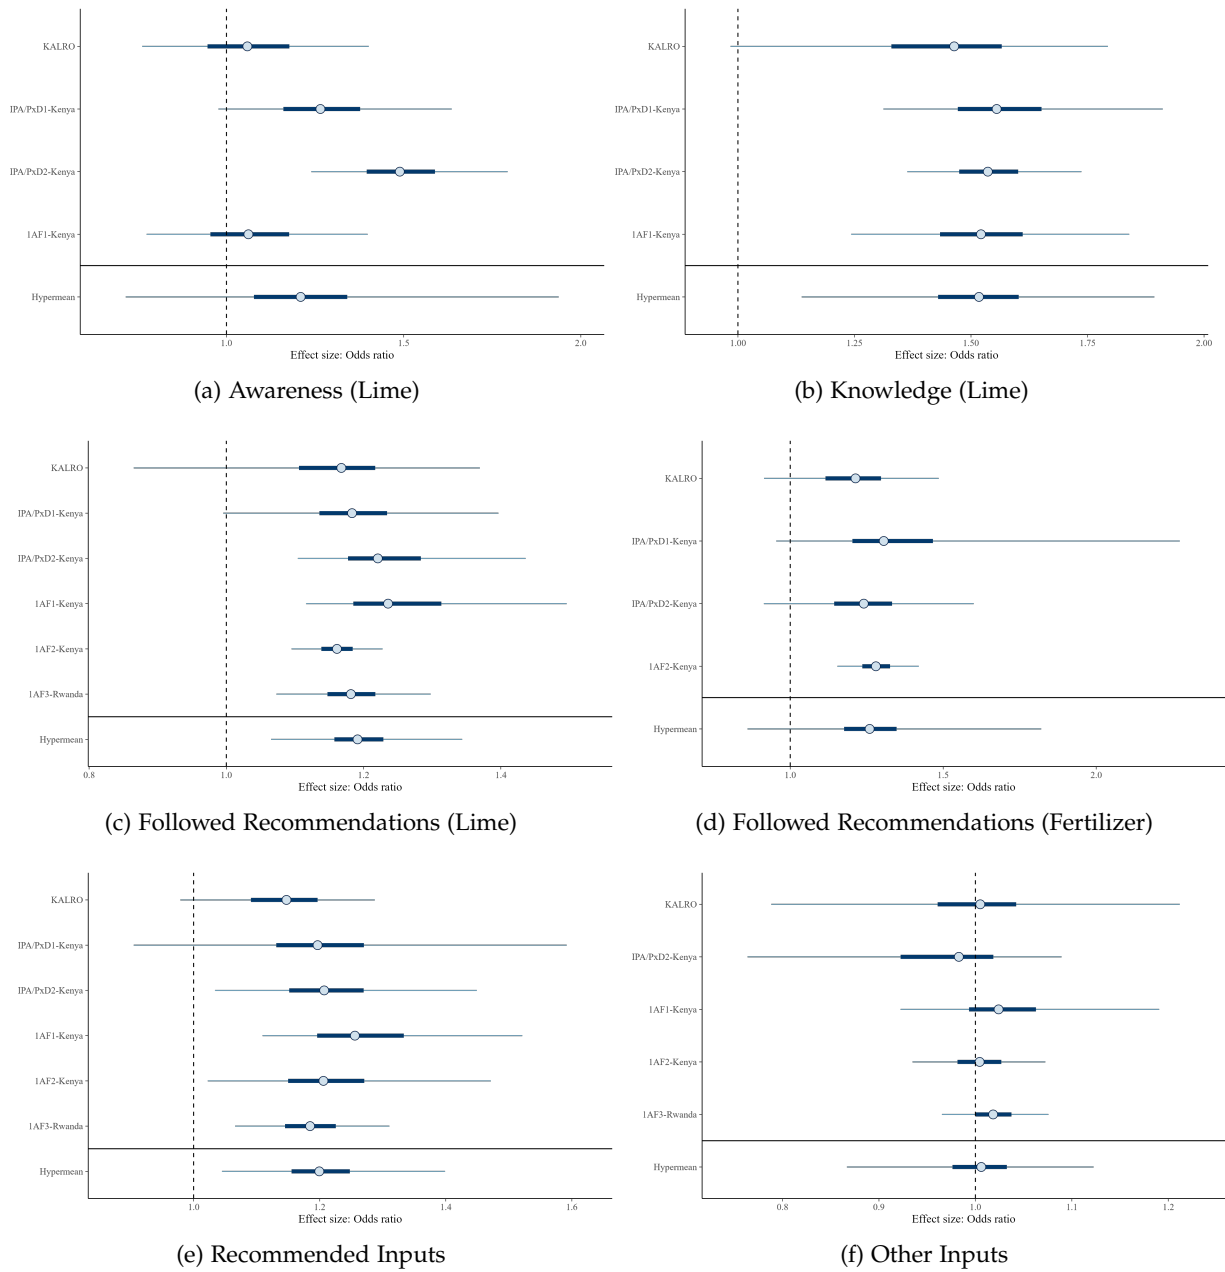 KALRO
IPA/PxD1-Kenya
IPA/PxD2-Kenya
1AF1-Kenya
Hypermean
1.0 1.5 2.0
Effect size: Odds ratio
(a) Awareness (Lime)
KALRO
IPA/PxD1-Kenya
IPA/PxD2-Kenya
1AF1-Kenya
Hypermean
1.00 1.25 1.50 1.75 2.00
Effect size: Odds ratio
(b) Knowledge (Lime)
KALRO
IPA/PxD1-Kenya
IPA/PxD2-Kenya
1AF1-Kenya
1AF2-Kenya
1AF3-Rwanda
Hypermean
0.8 1.0 1.2 1.4
Effect size: Odds ratio
(c) Followed Recommendations (Lime)
KALRO
IPA/PxD1-Kenya
IPA/PxD2-Kenya
1AF2-Kenya
Hypermean
1.0 1.5 2.0
Effect size: Odds ratio
(d) Followed Recommendations (Fertilizer)
KALRO
IPA/PxD1-Kenya
IPA/PxD2-Kenya
1AF1-Kenya
1AF2-Kenya
1AF3-Rwanda
Hypermean
1.0 1.2 1.4 1.6
Effect size: Odds ratio
(e) Recommended Inputs
KALRO
IPA/PxD2-Kenya
1AF1-Kenya
1AF2-Kenya
1AF3-Rwanda
Hypermean
0.8 0.9 1.0 1.1 1.2
Effect size: Odds ratio
(f) Other Inputs